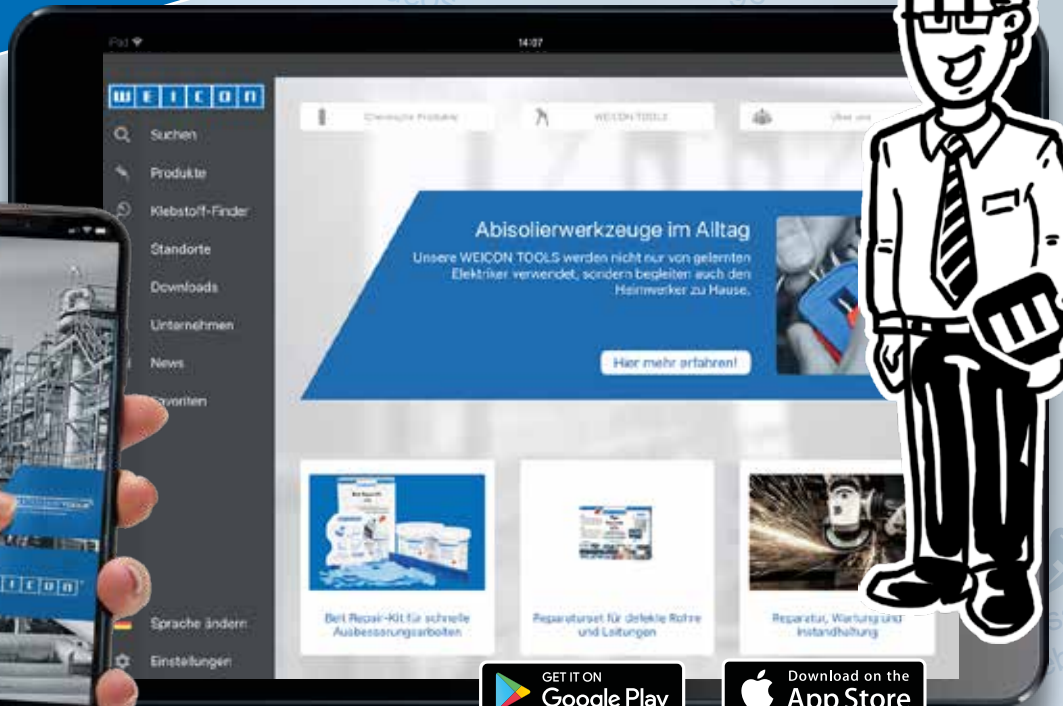 iPad
14:07
WEICON
Suchen
Produkte
Klebstoff-Finder
Standorte
Downloads
Unternehmen
News
Favoriten
Sprache ändern
Einstellungen
Chemische Produkte
WEICON TOOLS
Über uns
Abisolierwerkzeuge im Alltag
Unsere WEICON TOOLS werden nicht nur von gelernten
Elektriker verwendet, sondern begleiten auch den
Heimwerker zu Hause.
Hier mehr erfahren!
Belt Repair-Kit für schnelle
Ausbesserungsarbeiten
Reparaturset für defekte Rohre
und Leitungen
Reparatur, Wartung und
Instandhaltung
GET IT ON
Google Play
Download on the
App Store